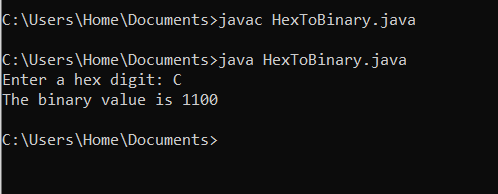 C:\Users\Home\Documents>javac HexToBinary.java
C:\Users\Home\Documents>java HexToBinary.java
Enter a hex digit: C
The binary value is 1100
C:\Users\Home\Documents>